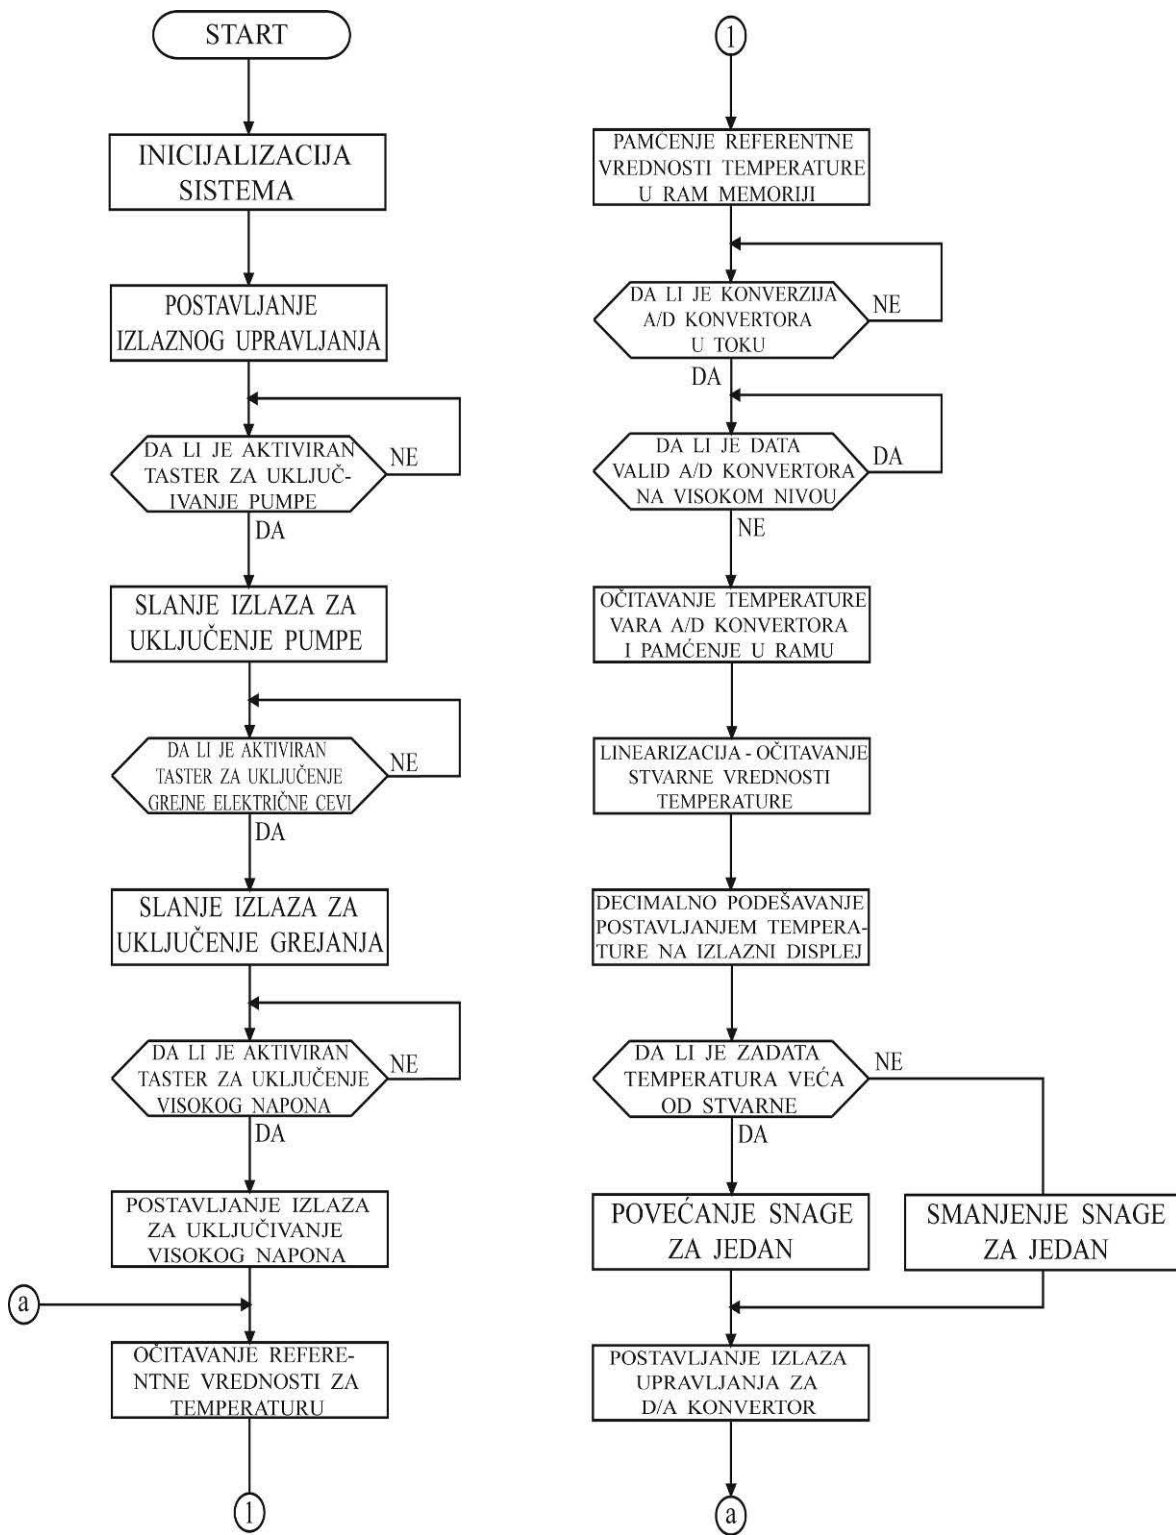 START
INICIJALIZACIJA
SISTEMA
POSTAVLJANJE
IZLAZNOG UPRAVLJANJA
DA LI JE AKTIVIRAN
TASTER ZA UKLJUČ-
IVANJE PUMPE
NE
DA
SLANJE IZLAZA ZA
UKLJUČENJE PUMPE
DA LI JE AKTIVIRAN
TASTER ZA UKLJUČENJE
GREJNE ELEKTRIČNE CEVI
NE
DA
SLANJE IZLAZA ZA
UKLJUČENJE GREJANJA
DA LI JE AKTIVIRAN
TASTER ZA UKLJUČENJE
VISOKOG NAPONA
NE
DA
POSTAVLJANJE IZLAZA
ZA UKLJUČIVANJE
VISOKOG NAPONA
a
OČITAVANJE REFERE-
NTNE VREDNOSTI ZA
TEMPERATURU
1
1
PAMĆENJE REFERENTNE
VREDNOSTI TEMPERATURE
U RAM MEMORIJI
DA LI JE KONVERZIJA
A/D KONVERTORA
U TOKU
NE
DA
DA LI JE DATA
VALID A/D KONVERTORA
NA VISOKOM NIVOU
DA
NE
OČITAVANJE TEMPERATURE
VARA A/D KONVERTORA
I PAMĆENJE U RAMU
LINEARIZACIJA - OČITAVANJE
STVARNE VREDNOSTI
TEMPERATURE
DECIMALNO PODEŠAVANJE
POSTAVLJANJEM TEMPERA-
TURE NA IZLAZNI DISPLEJ
DA LI JE ZADATA
TEMPERATURA VEĆA
OD STVARNE
NE
DA
POVEĆANJE SNAGE
ZA JEDAN
SMANJENJE SNAGE
ZA JEDAN
POSTAVLJANJE IZLAZA
UPRAVLJANJA ZA
D/A KONVERTOR
a